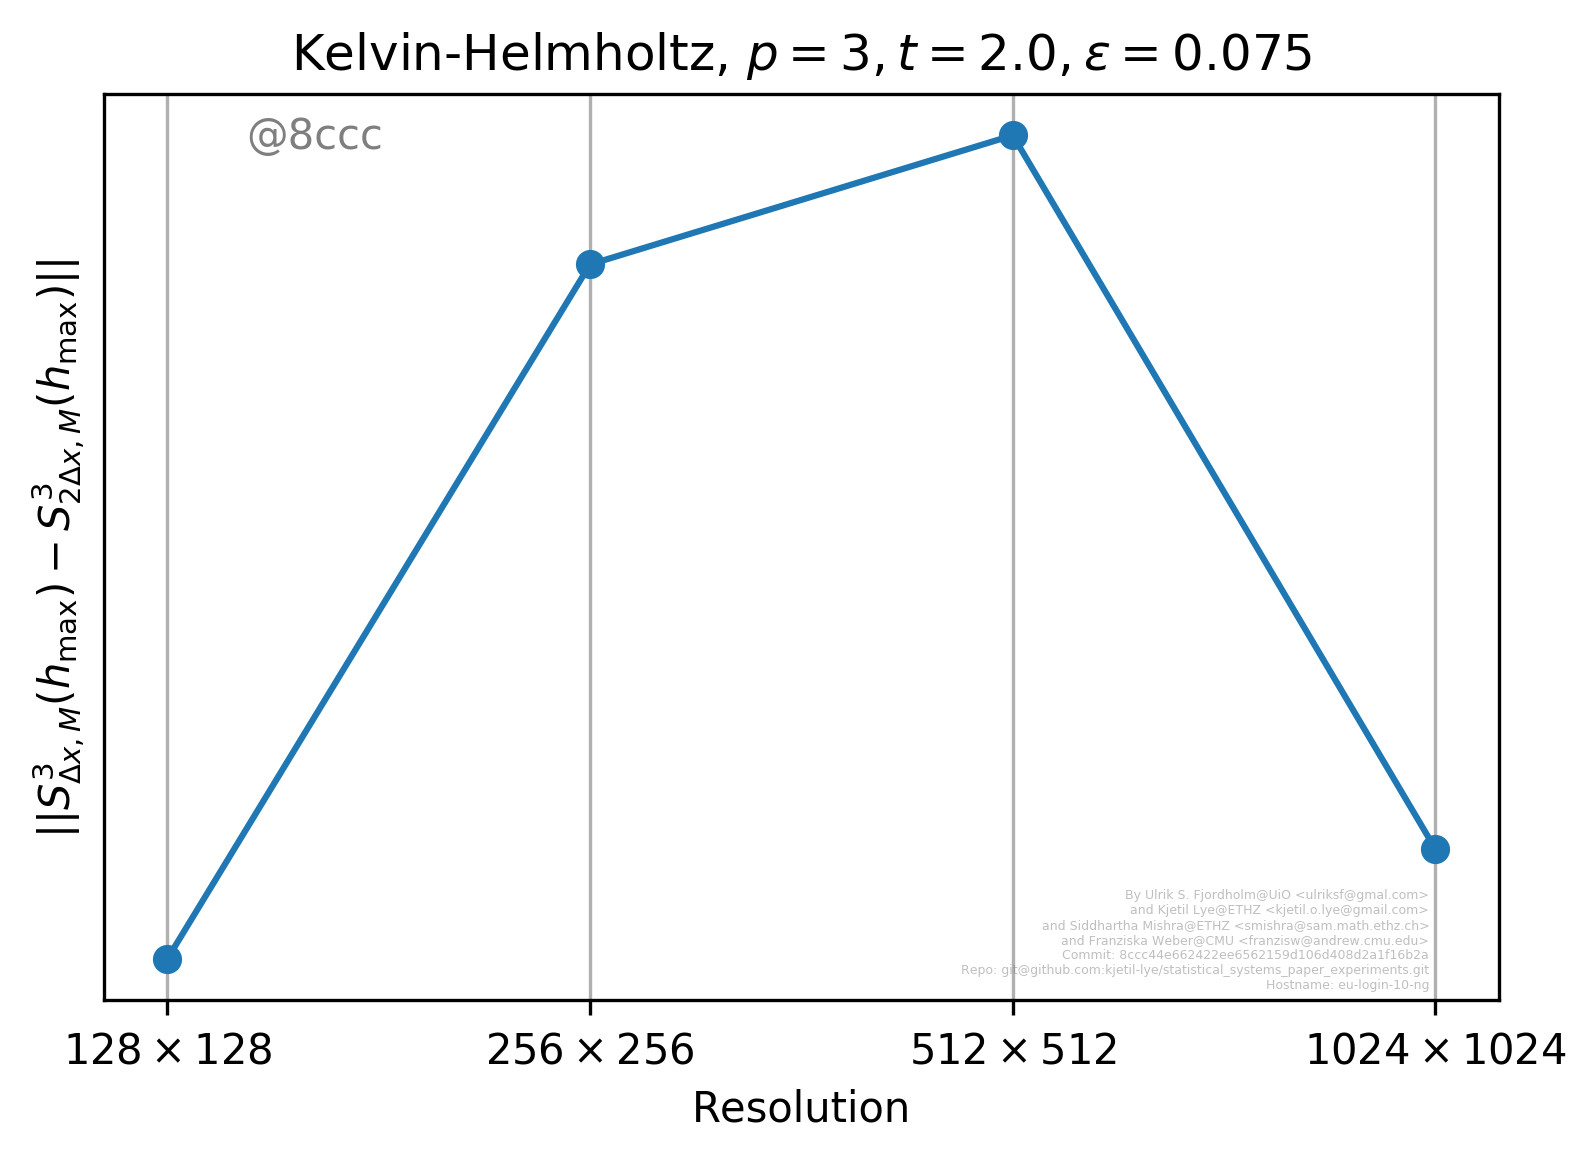 Kelvin-Helmholtz, p = 3, t = 2.0, ε = 0.075
@8ccc
||S³_{Δx, M}(h_max) − S³_{2Δx, M}(h_max)||
By Ulrik S. Fjordholm@UiO <ulriksf@gmal.com>
and Kjetil Lye@ETHZ <kjetil.o.lye@gmail.com>
and Siddhartha Mishra@ETHZ <smishra@sam.math.ethz.ch>
and Franziska Weber@CMU <franzisw@andrew.cmu.edu>
Commit: 8ccc44e662422ee6562159d106d408d2a1f16b2a
Repo: git@github.com:kjetil-lye/statistical_systems_paper_experiments.git
Hostname: eu-login-10-ng
128 × 128
256 × 256
512 × 512
1024 × 1024
Resolution